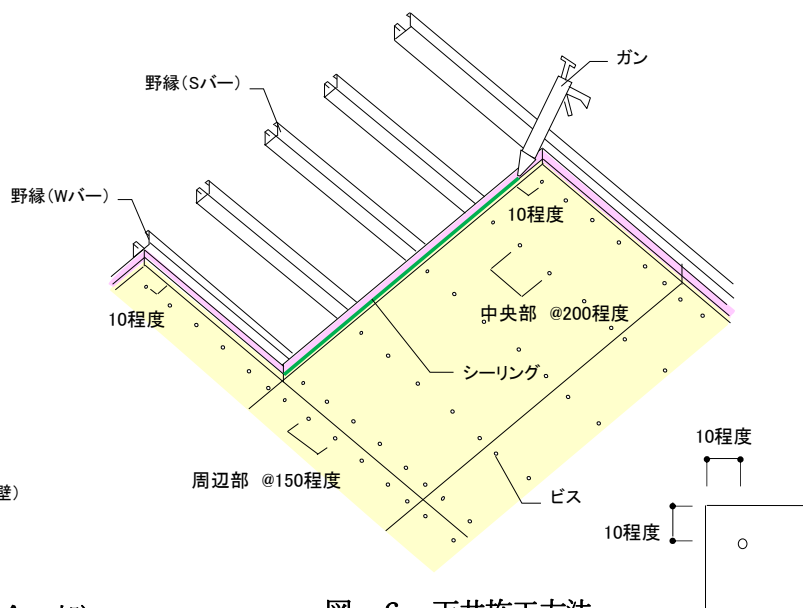 ガン
野縁(Sバー)
野縁(Wバー)
10程度
10程度
中央部 @200程度
シーリング
周辺部 @150程度
ビス
10程度
10程度
壁)